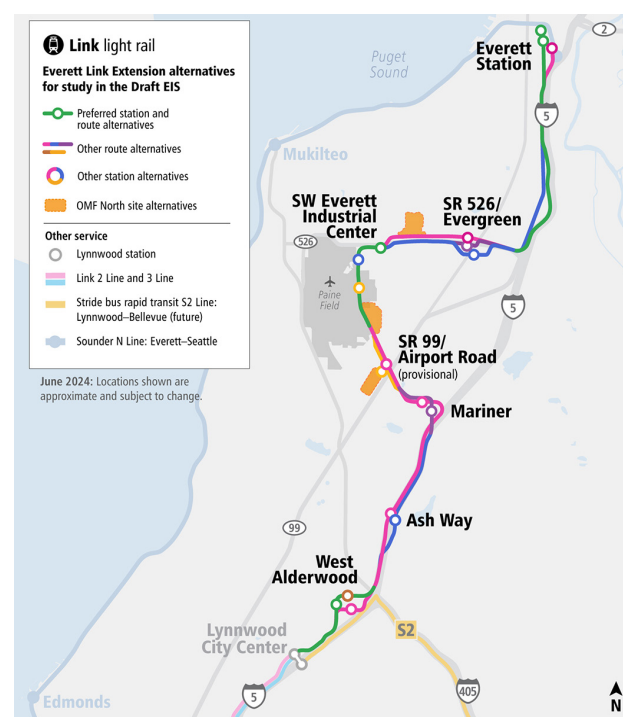 Link light rail
Everett Link Extension alternatives
for study in the Draft EIS
Preferred station and
route alternatives
Other route alternatives
Other station alternatives
OMF North site alternatives
Other service
Lynnwood station
Link 2 Line and 3 Line
Stride bus rapid transit S2 Line:
Lynnwood–Bellevue (future)
Sounder N Line: Everett–Seattle
June 2024: Locations shown are
approximate and subject to change.
Puget
Sound
Everett
Station
2
5
Mukilteo
SW Everett
Industrial
Center
SR 526/
Evergreen
526
Paine
Field
5
SR 99/
Airport Road
(provisional)
Mariner
99
Ash Way
West
Alderwood
Lynnwood
City Center
S2
5
405
Edmonds
N